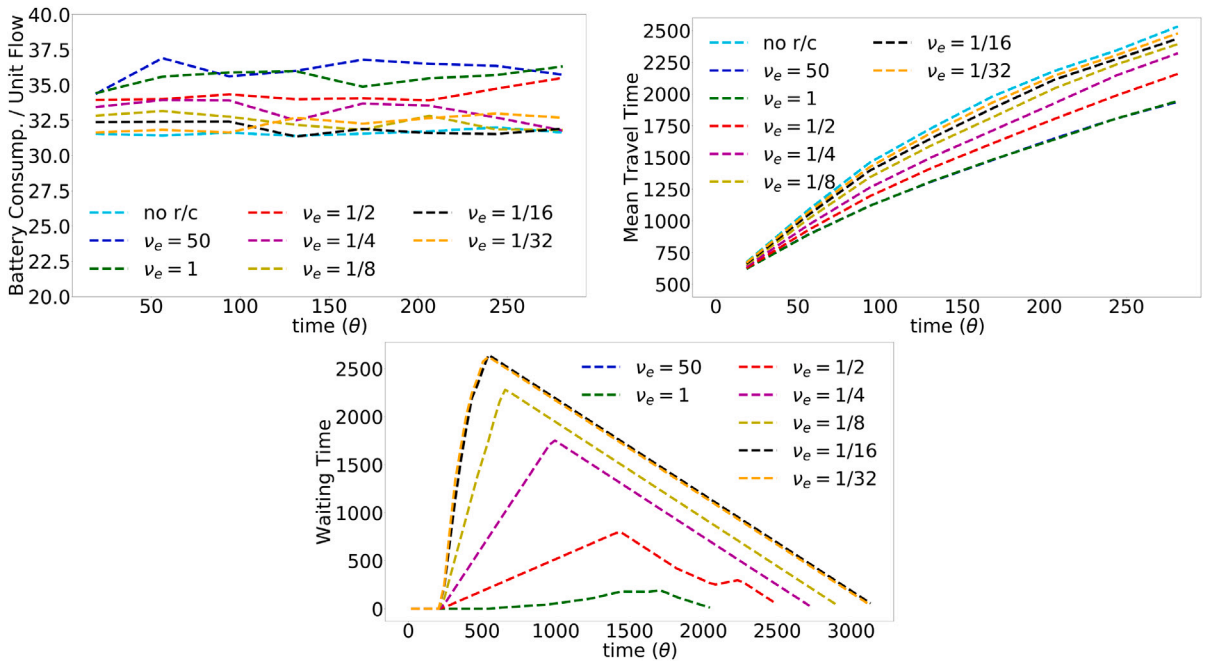 40.0
37.5
35.0
32.5
30.0
27.5
25.0
22.5
20.0
Battery Consump. / Unit Flow
no r/c
ν_e = 50
ν_e = 1
ν_e = 1/2
ν_e = 1/4
ν_e = 1/8
ν_e = 1/16
ν_e = 1/32
50 100 150 200 250
time (θ)
2500
2250
2000
1750
1500
1250
1000
750
500
Mean Travel Time
no r/c
ν_e = 50
ν_e = 1
ν_e = 1/2
ν_e = 1/4
ν_e = 1/8
ν_e = 1/16
ν_e = 1/32
0 50 100 150 200 250
time (θ)
2500
2000
1500
1000
500
0
Waiting Time
ν_e = 50
ν_e = 1
ν_e = 1/2
ν_e = 1/4
ν_e = 1/8
ν_e = 1/16
ν_e = 1/32
0 500 1000 1500 2000 2500 3000
time (θ)